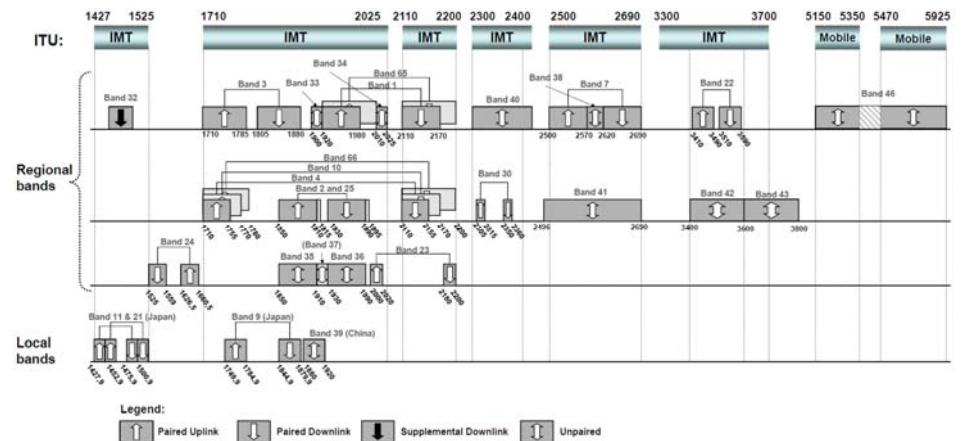 1427 1525 1710 2025 2110 2200 2300 2400 2500 2690 3300 3700 5150 5350 5470 5925
ITU: IMT IMT IMT IMT IMT IMT Mobile Mobile
Band 34
Band 33 Band 65
Band 32 Band 3 Band 1 Band 40 Band 38 Band 7 Band 22 Band 46
1710 1785 1805 1880 1900 1920 1980 2010 2025 2110 2170 2500 2570 2620 2690 3410 3490 3510 3590
Regional
bands
Band 66
Band 10
Band 4
Band 2 and 25 Band 30 Band 41 Band 42 Band 43
1710 1755 1770 1780 1850 1910 1915 1930 1990 1995 2110 2155 2170 2200 2305 2315 2350 2360 2496 2690 3400 3600 3800
Band 24 (Band 37) Band 23
Band 35 Band 36
1525 1559 1626.5 1660.5 1850 1910 1930 1990 2000 2020 2180 2200
Local
bands
Band 11 & 21 (Japan) Band 9 (Japan)
Band 39 (China)
1427.9 1452.9 1475.9 1500.9 1749.9 1784.9 1844.9 1879.9 1880 1920
Legend:
Paired Uplink Paired Downlink Supplemental Downlink Unpaired